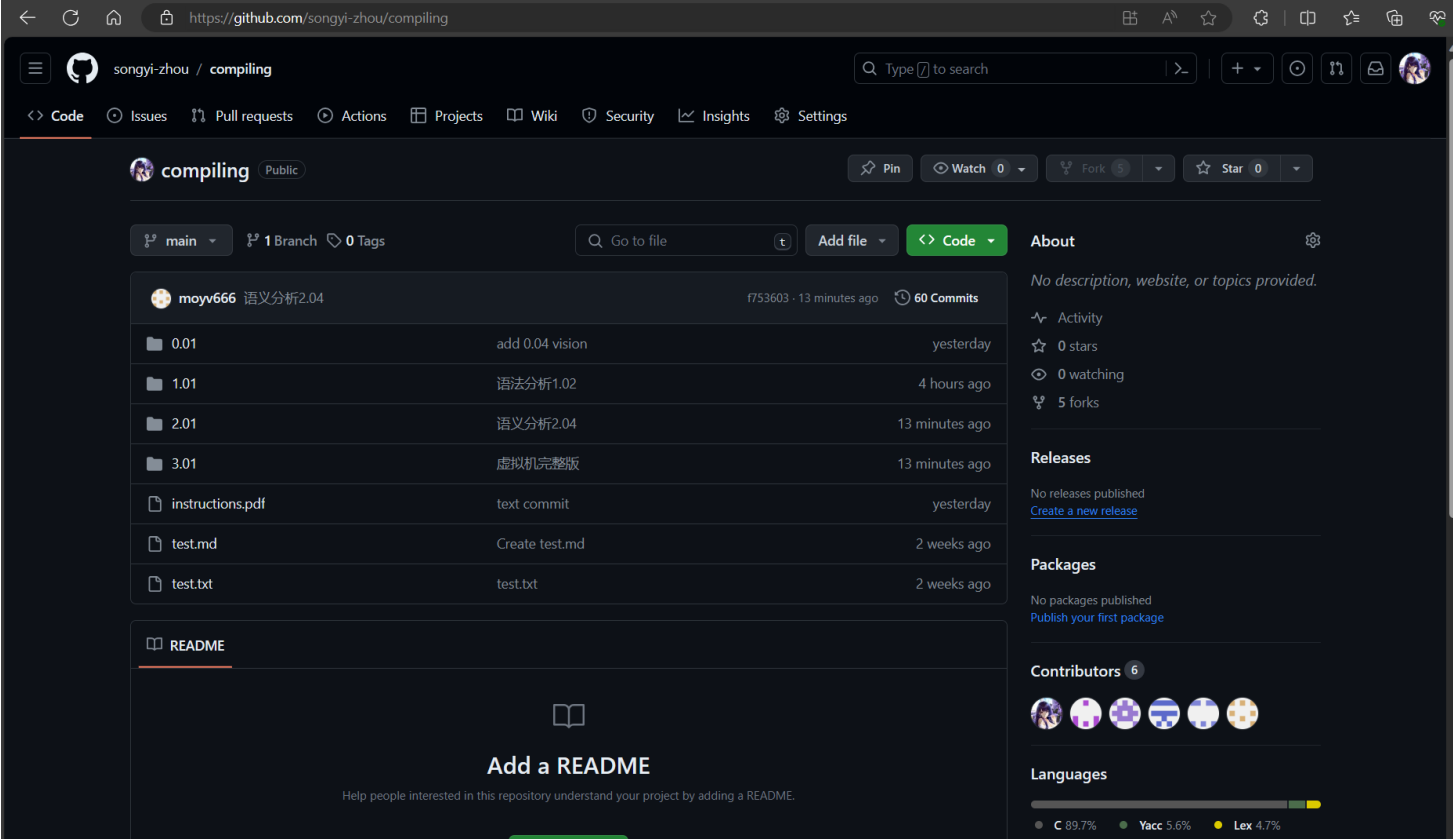 https://github.com/songyi-zhou/compiling
songyi-zhou / compiling
Type / to search
Code Issues Pull requests Actions Projects Wiki Security Insights Settings
compiling Public
Pin Watch 0 Fork 5 Star 0
main 1 Branch 0 Tags
Go to file t Add file Code
moyv666 语义分析2.04 f753603 · 13 minutes ago 60 Commits
0.01 add 0.04 vision yesterday
1.01 语法分析1.02 4 hours ago
2.01 语义分析2.04 13 minutes ago
3.01 虚拟机完整版 13 minutes ago
instructions.pdf text commit yesterday
test.md Create test.md 2 weeks ago
test.txt test.txt 2 weeks ago
README
Add a README
Help people interested in this repository understand your project by adding a README.
About
No description, website, or topics provided.
Activity
0 stars
0 watching
5 forks
Releases
No releases published
Create a new release
Packages
No packages published
Publish your first package
Contributors 6
Languages
C 89.7% Yacc 5.6% Lex 4.7%